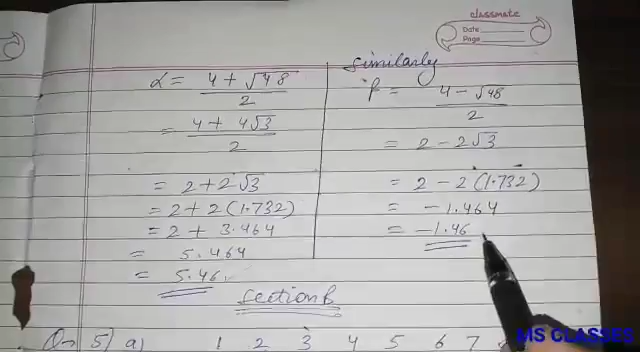 classmate
Date
Page
α = 4 + √48 / 2
= 4 + 4√3 / 2
= 2 + 2√3
= 2 + 2(1.732)
= 2 + 3.464
= 5.464
= 5.46.
Similarly
β = 4 - √48 / 2
= 2 - 2√3
= 2 - 2(1.732)
= -1.464
= -1.46
Section B
Qn 5] a) 1 2 3 4 5 6 7
MS CLASSES